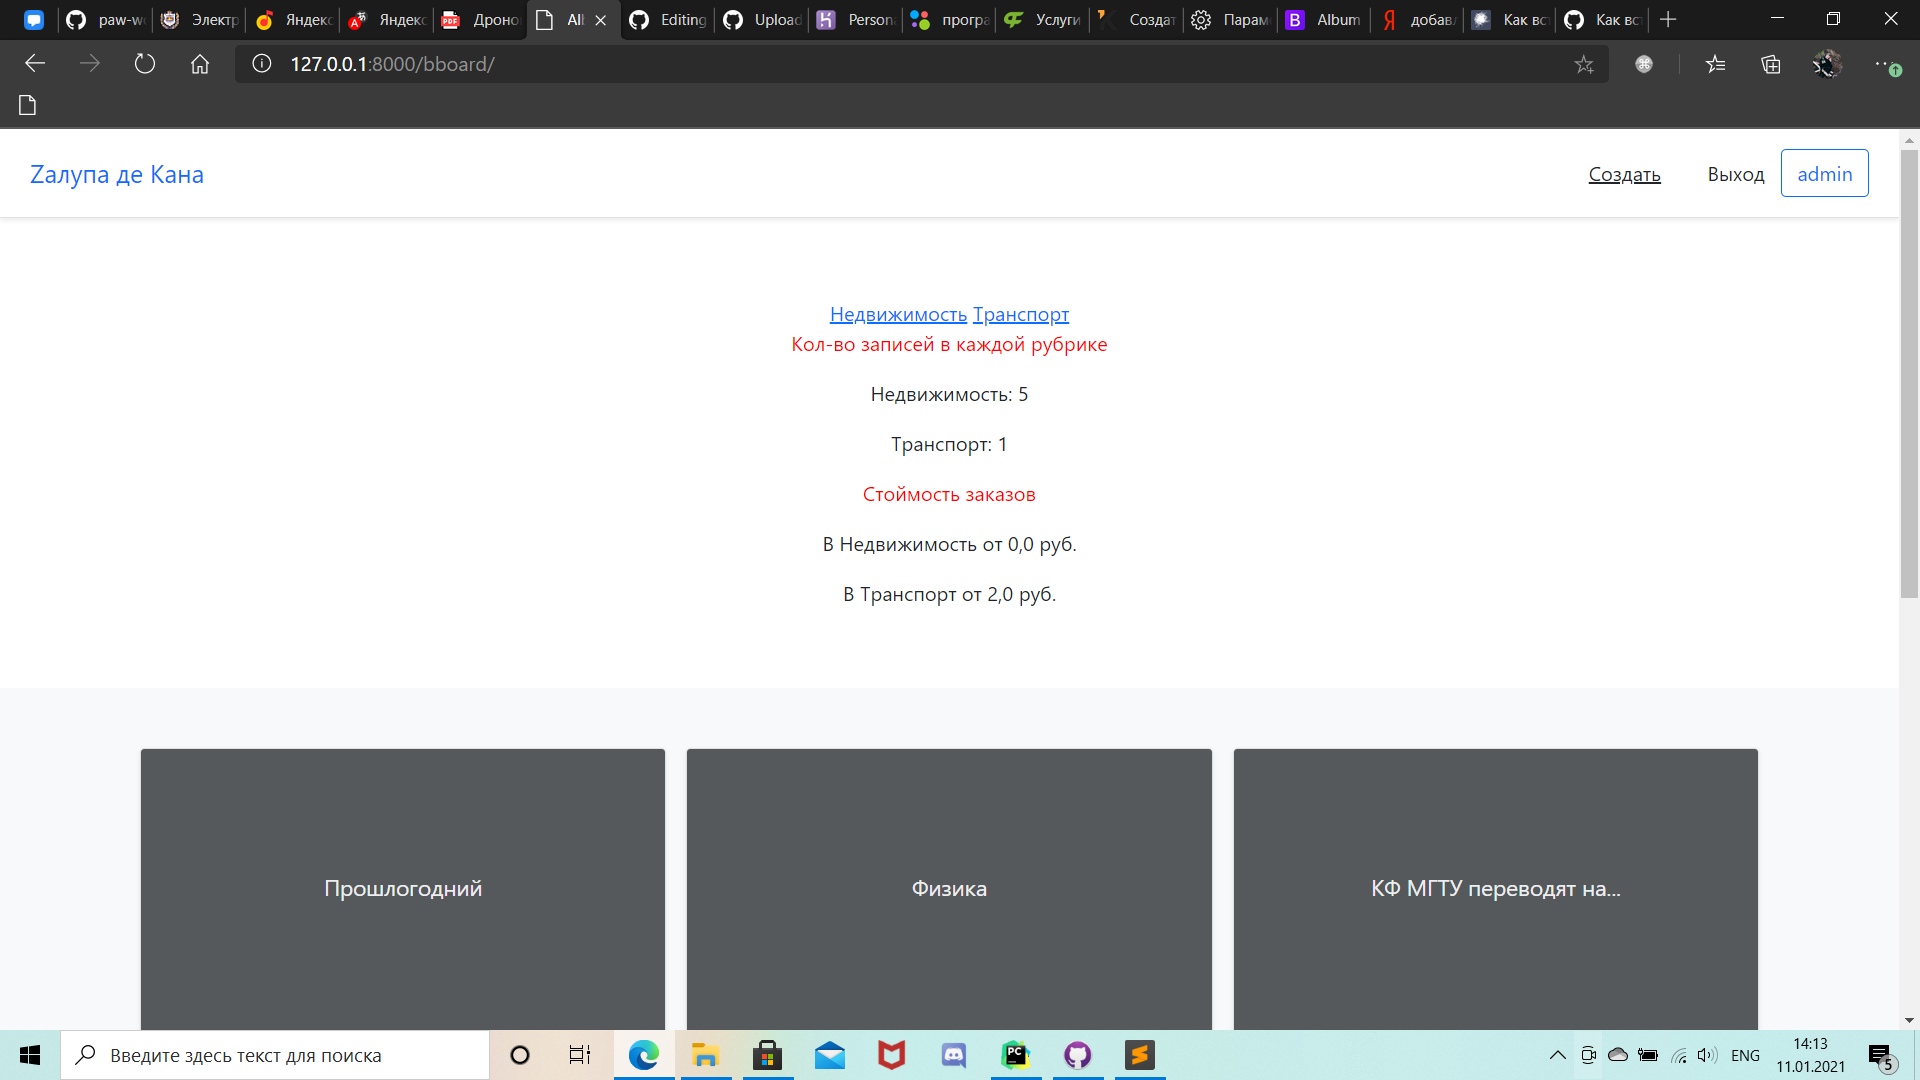 paw-w Электр Яндекс Яндекс Дроно All Editing Upload Person програ Услуги Создат Парам Album добав Как вс Как вс
127.0.0.1:8000/bboard/
Zалупа де Кана
Создать Выход admin
Недвижимость Транспорт
Кол-во записей в каждой рубрике
Недвижимость: 5
Транспорт: 1
Стоймость заказов
В Недвижимость от 0,0 руб.
В Транспорт от 2,0 руб.
Прошлогодний Физика КФ МГТУ переводят на...
Введите здесь текст для поиска
ENG
14:13
11.01.2021
5